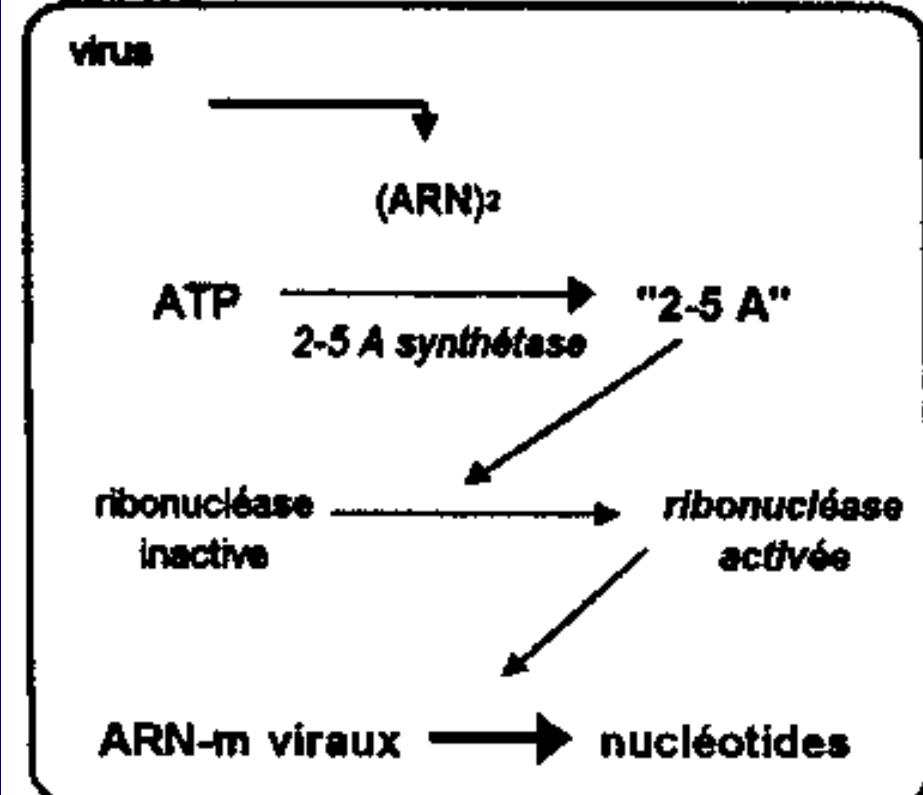 virus
(ARN)2
ATP "2-5 A"
2-5 A synthétase
ribonucléase ribonucléase
inactive activée
ARN-m viraux nucléotides